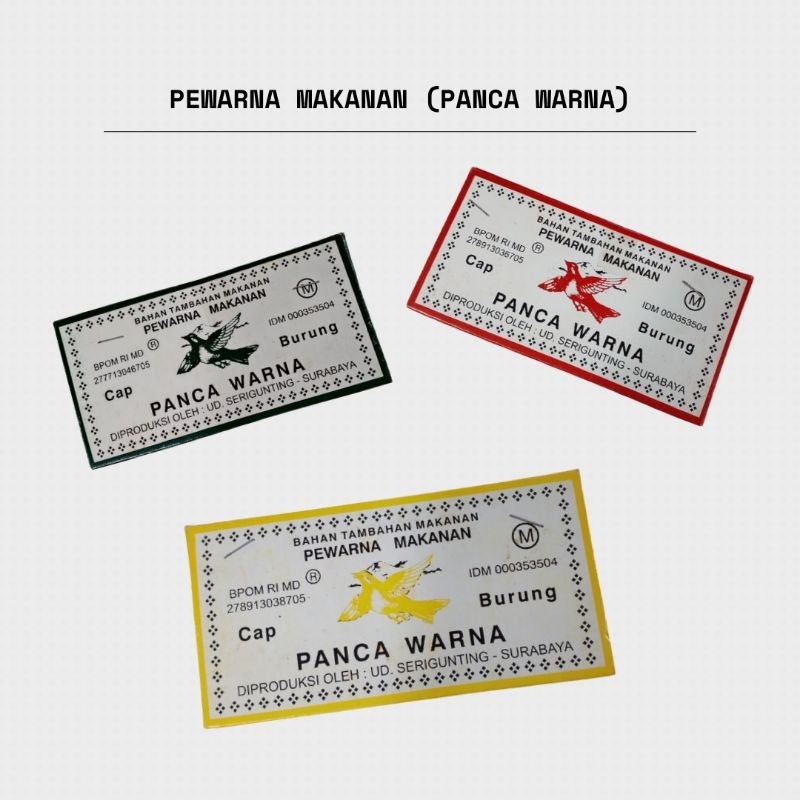 PEWARNA MAKANAN (PANCA WARNA)
BAHAN TAMBAHAN MAKANAN
PEWARNA MAKANAN
BPOM RI MD ® Ⓜ
277713046705 IDM 000353504
Cap Burung
PANCA WARNA
DIPRODUKSI OLEH : UD. SERIGUNTING - SURABAYA
BAHAN TAMBAHAN MAKANAN
PEWARNA MAKANAN
BPOM RI MD ® Ⓜ
278913036705 IDM 000353504
Cap Burung
PANCA WARNA
DIPRODUKSI OLEH : UD. SERIGUNTING - SURABAYA
BAHAN TAMBAHAN MAKANAN
PEWARNA MAKANAN
BPOM RI MD ® Ⓜ
278913038705 IDM 000353504
Cap Burung
PANCA WARNA
DIPRODUKSI OLEH : UD. SERIGUNTING - SURABAYA